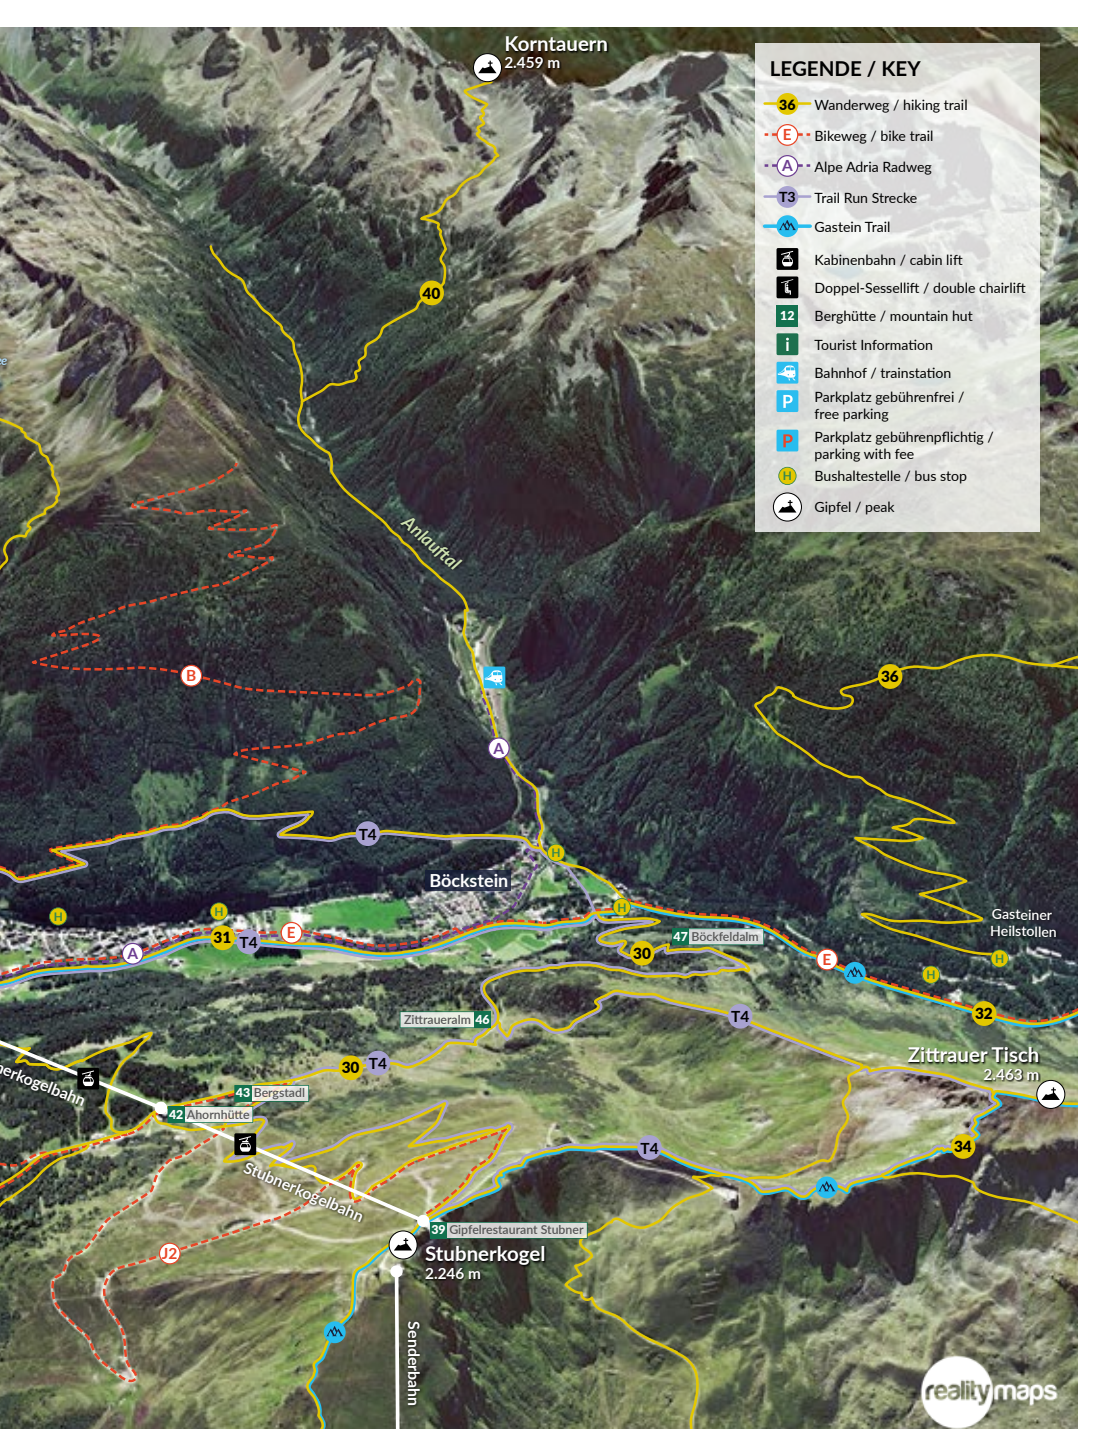 Korntauern
2.459 m
LEGENDE / KEY
36 Wanderweg / hiking trail
E Bikeweg / bike trail
A Alpe Adria Radweg
T3 Trail Run Strecke
Gastein Trail
Kabinenbahn / cabin lift
Doppel-Sessellift / double chairlift
12 Berghütte / mountain hut
i Tourist Information
Bahnhof / trainstation
P Parkplatz gebührenfrei /
free parking
P Parkplatz gebührenpflichtig /
parking with fee
H Bushaltestelle / bus stop
Gipfel / peak
40
Anlauftal
B
36
A
T4
H
Böckstein
H
H
H
Gasteiner
Heilstollen
31
T4
E
A
47 Böckfeldalm
30
E
H
H
32
Zittraueralm 46
T4
30
T4
Zittrauer Tisch
2.463 m
43 Bergstadl
42 Ahornhütte
34
T4
Stubnerkogelbahn
39 Gipfelrestaurant Stubner
J2
Stubnerkogel
2.246 m
Senderbahn
realitymaps